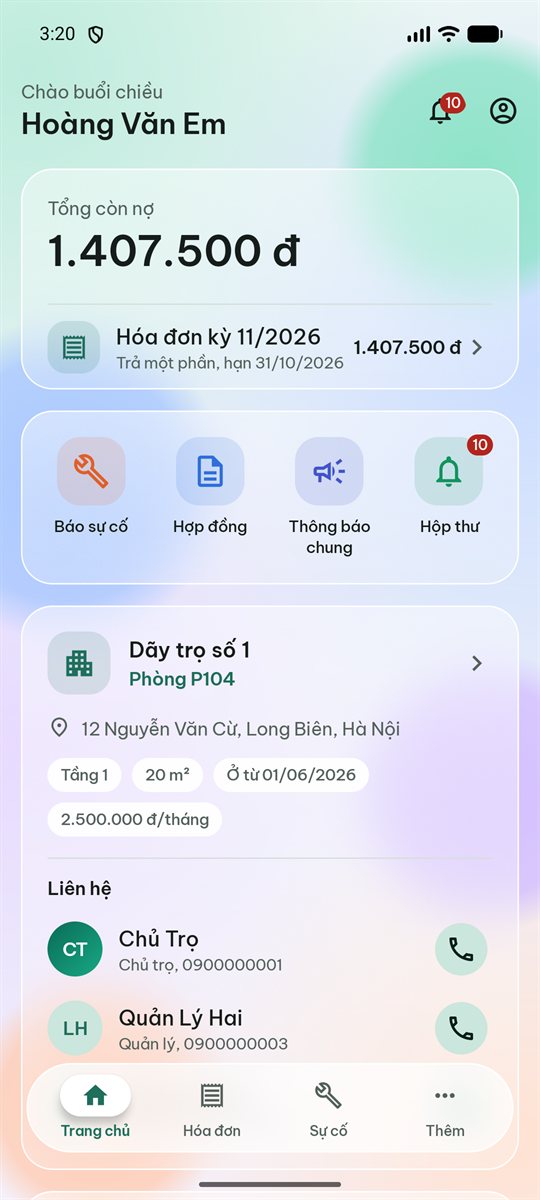 3:20
Chào buổi chiều
Hoàng Văn Em
10
Tổng còn nợ
1.407.500 đ
Hóa đơn kỳ 11/2026
Trả một phần, hạn 31/10/2026
1.407.500 đ
10
Báo sự cố
Hợp đồng
Thông báo
chung
Hộp thư
Dãy trọ số 1
Phòng P104
12 Nguyễn Văn Cừ, Long Biên, Hà Nội
Tầng 1
20 m²
Ở từ 01/06/2026
2.500.000 đ/tháng
Liên hệ
CT
Chủ Trọ
Chủ trọ, 0900000001
LH
Quản Lý Hai
Quản lý, 0900000003
Trang chủ
Hóa đơn
Sự cố
Thêm